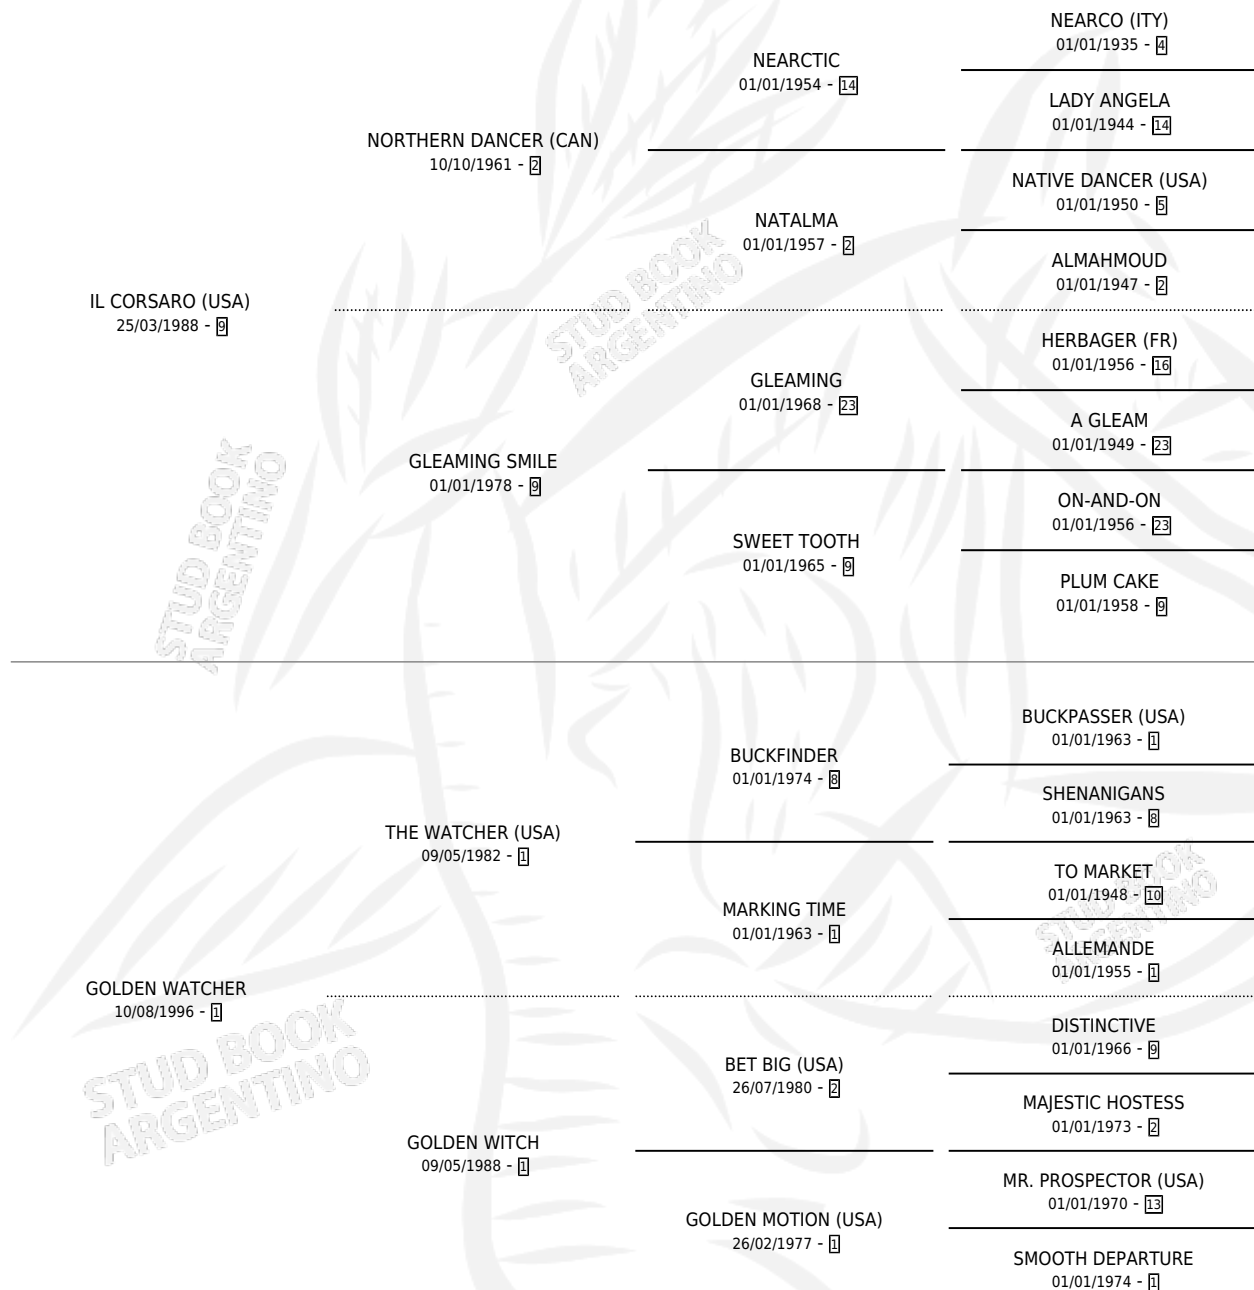 NEARCO (ITY)
01/01/1935 - 4
NEARCTIC
01/01/1954 - 14
LADY ANGELA
01/01/1944 - 14
NORTHERN DANCER (CAN)
10/10/1961 - 2
NATIVE DANCER (USA)
01/01/1950 - 5
NATALMA
01/01/1957 - 2
ALMAHMOUD
01/01/1947 - 2
IL CORSARO (USA)
25/03/1988 - 9
HERBAGER (FR)
01/01/1956 - 16
GLEAMING
01/01/1968 - 23
A GLEAM
01/01/1949 - 23
GLEAMING SMILE
01/01/1978 - 9
ON-AND-ON
01/01/1956 - 23
SWEET TOOTH
01/01/1965 - 9
PLUM CAKE
01/01/1958 - 9
BUCKPASSER (USA)
01/01/1963 - 1
BUCKFINDER
01/01/1974 - 8
SHENANIGANS
01/01/1963 - 8
THE WATCHER (USA)
09/05/1982 - 1
TO MARKET
01/01/1948 - 10
MARKING TIME
01/01/1963 - 1
ALLEMANDE
01/01/1955 - 1
GOLDEN WATCHER
10/08/1996 - 1
DISTINCTIVE
01/01/1966 - 9
BET BIG (USA)
26/07/1980 - 2
MAJESTIC HOSTESS
01/01/1973 - 2
GOLDEN WITCH
09/05/1988 - 1
MR. PROSPECTOR (USA)
01/01/1970 - 13
GOLDEN MOTION (USA)
26/02/1977 - 1
SMOOTH DEPARTURE
01/01/1974 - 1
STUD BOOK
ARGENTINO
STUD BOOK
ARGENTINO
STUD BOOK
ARGENTINO
STUD BOOK
ARGENTINO